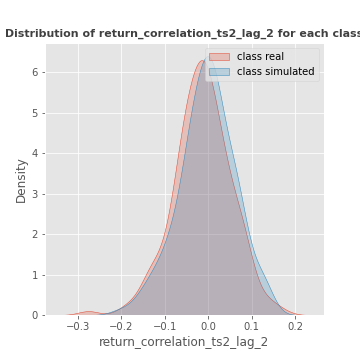 Distribution of return_correlation_ts2_lag_2 for each class
class real
class simulated
Density
6
5
4
3
2
1
0
−0.3 −0.2 −0.1 0.0 0.1 0.2
return_correlation_ts2_lag_2